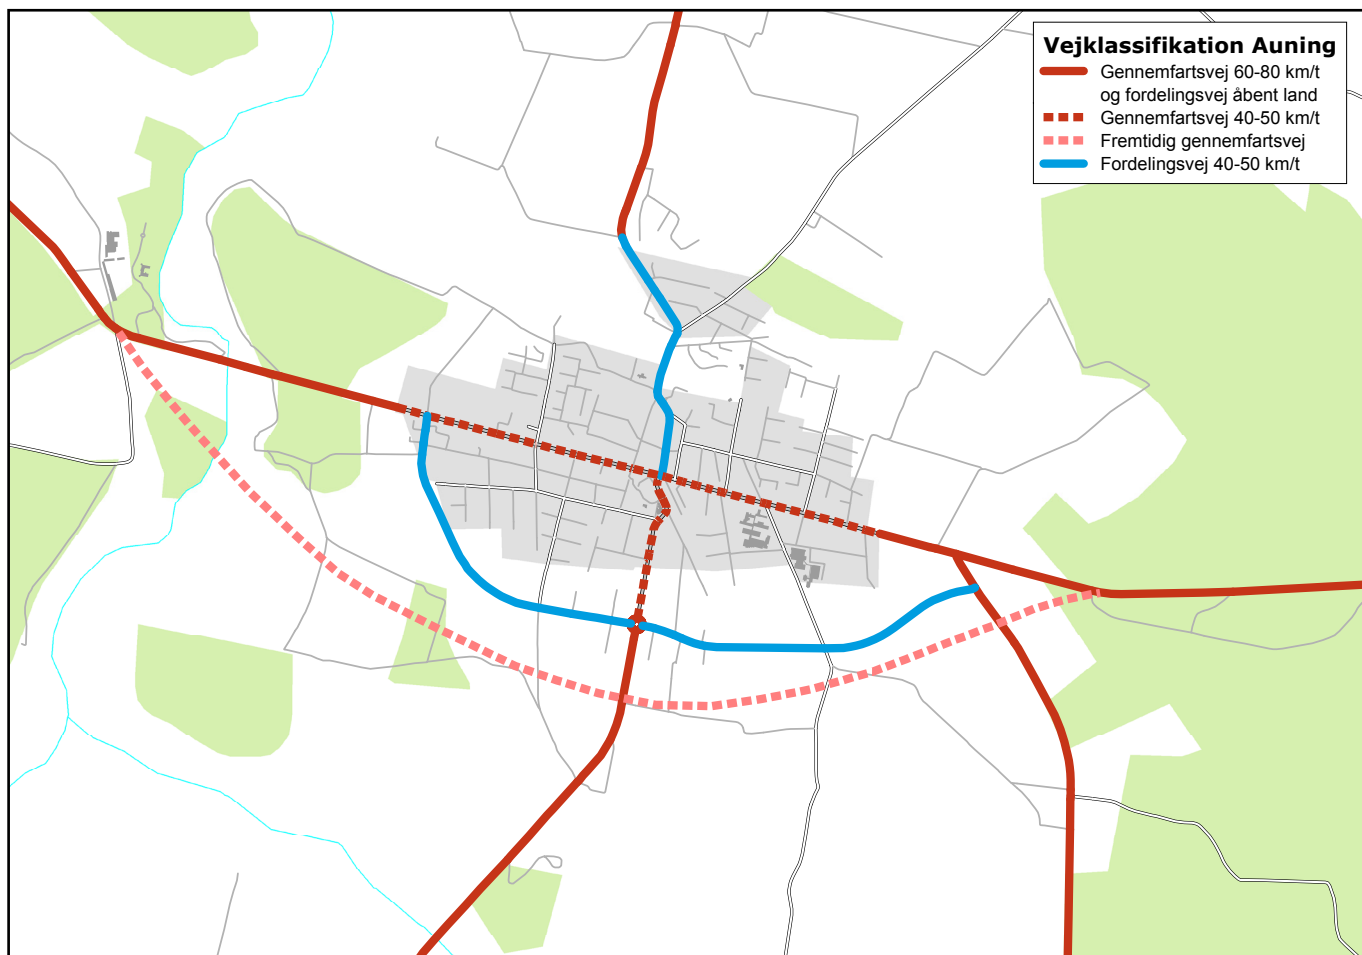 Vejklassifikation Auning
Gennemfartsvej 60-80 km/t
og fordelingsvej åbent land
Gennemfartsvej 40-50 km/t
Fremtidig gennemfartsvej
Fordelingsvej 40-50 km/t